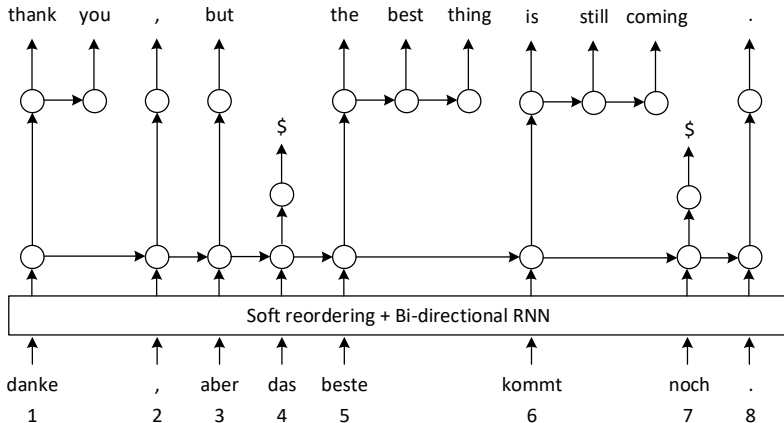 thank you , but the best thing is still coming .
$ $
Soft reordering + Bi-directional RNN
danke , aber das beste kommt noch .
1 2 3 4 5 6 7 8